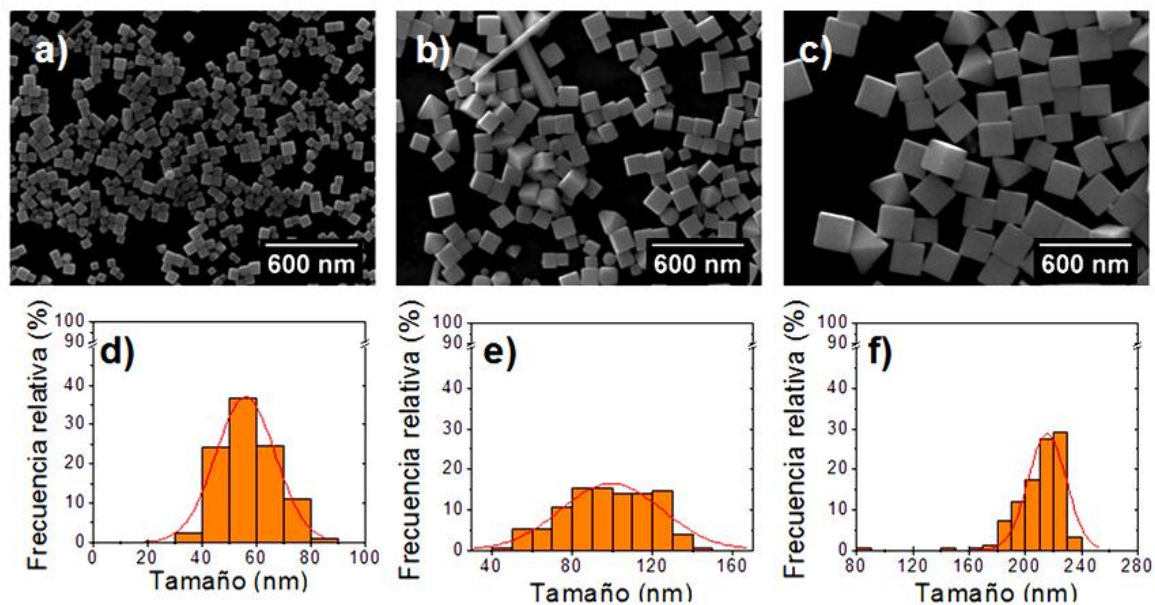 a)
b)
c)
600 nm
600 nm
600 nm
d)
Frecuencia relativa (%)
100
90
40
30
20
10
0
0 20 40 60 80 100
Tamaño (nm)
e)
Frecuencia relativa (%)
100
90
40
30
20
10
0
40 80 120 160
Tamaño (nm)
f)
Frecuencia relativa (%)
100
90
40
30
20
10
0
80 120 160 200 240 280
Tamaño (nm)